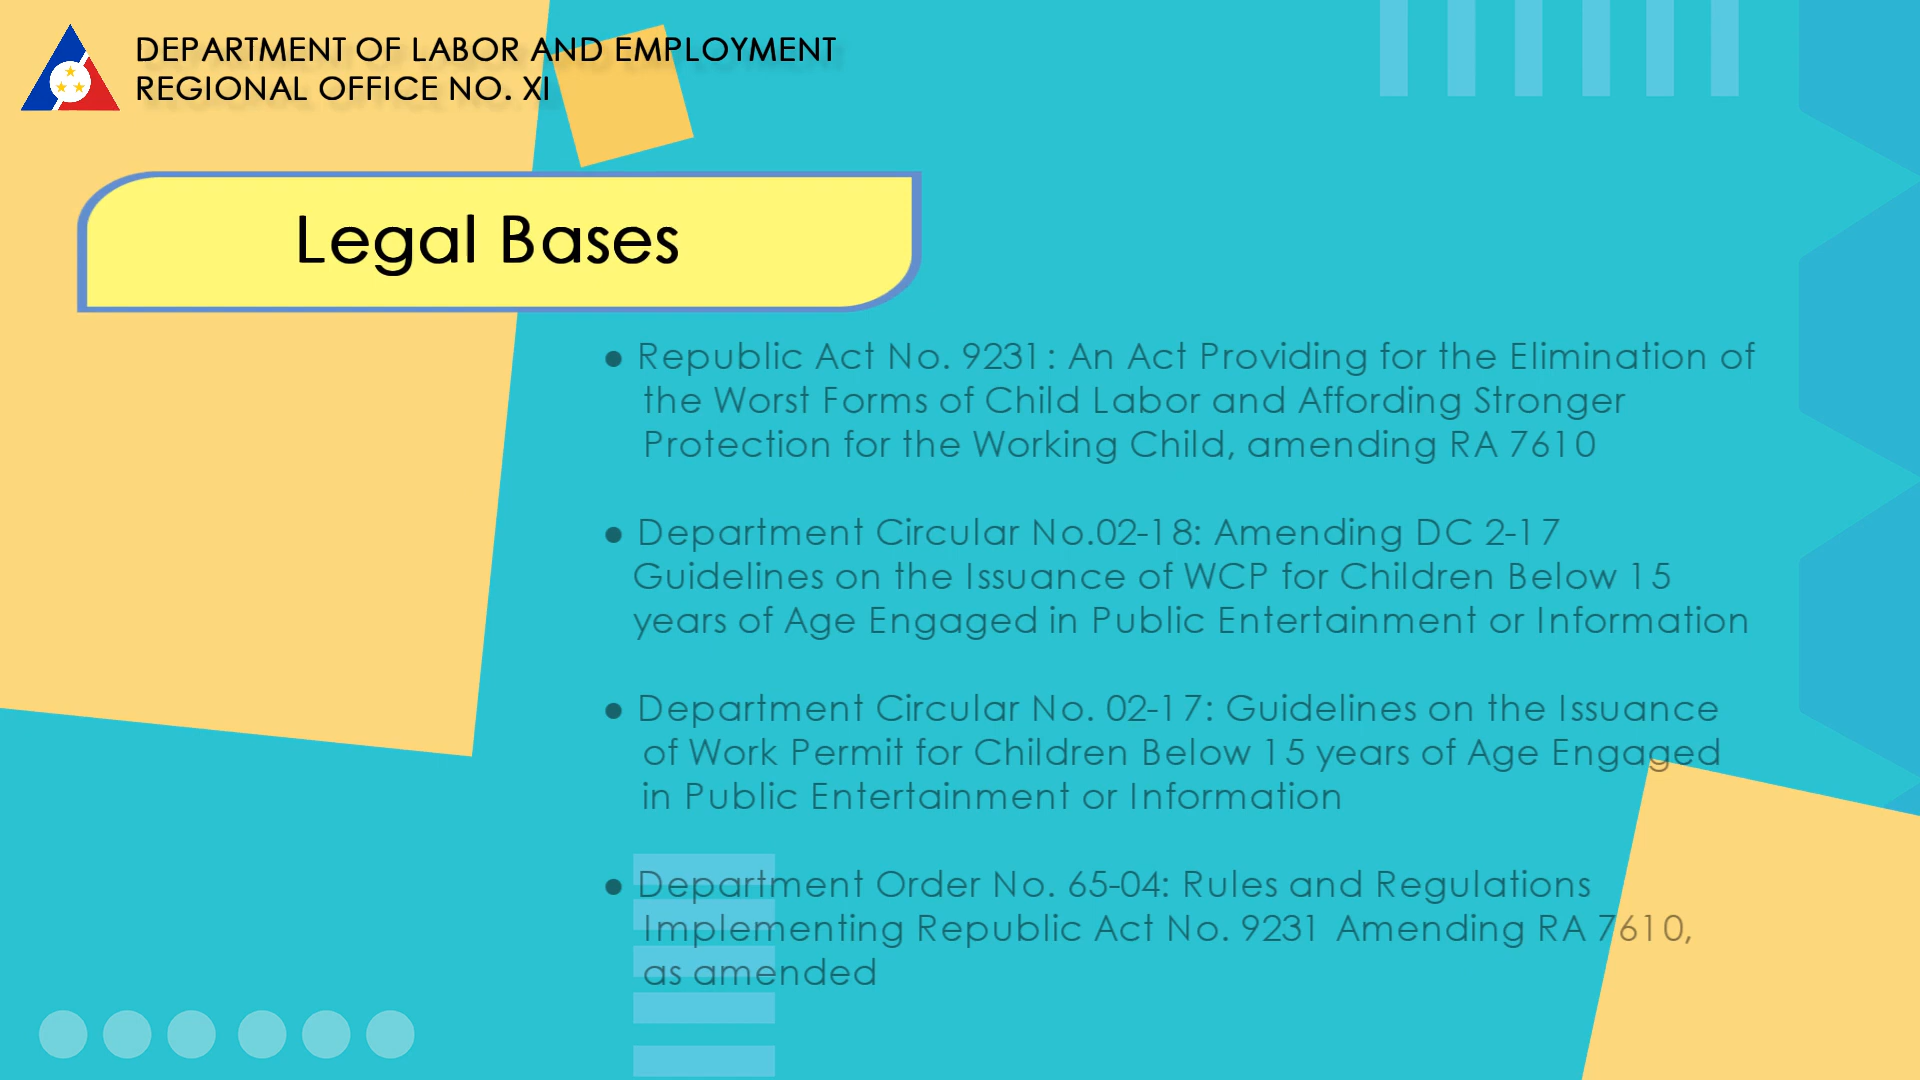 DEPARTMENT OF LABOR AND EMPLOYMENT
REGIONAL OFFICE NO. XI
Legal Bases
● Republic Act No. 9231: An Act Providing for the Elimination of
the Worst Forms of Child Labor and Affording Stronger
Protection for the Working Child, amending RA 7610
● Department Circular No.02-18: Amending DC 2-17
Guidelines on the Issuance of WCP for Children Below 15
years of Age Engaged in Public Entertainment or Information
● Department Circular No. 02-17: Guidelines on the Issuance
of Work Permit for Children Below 15 years of Age Engaged
in Public Entertainment or Information
● Department Order No. 65-04: Rules and Regulations
Implementing Republic Act No. 9231 Amending RA 7610,
as amended